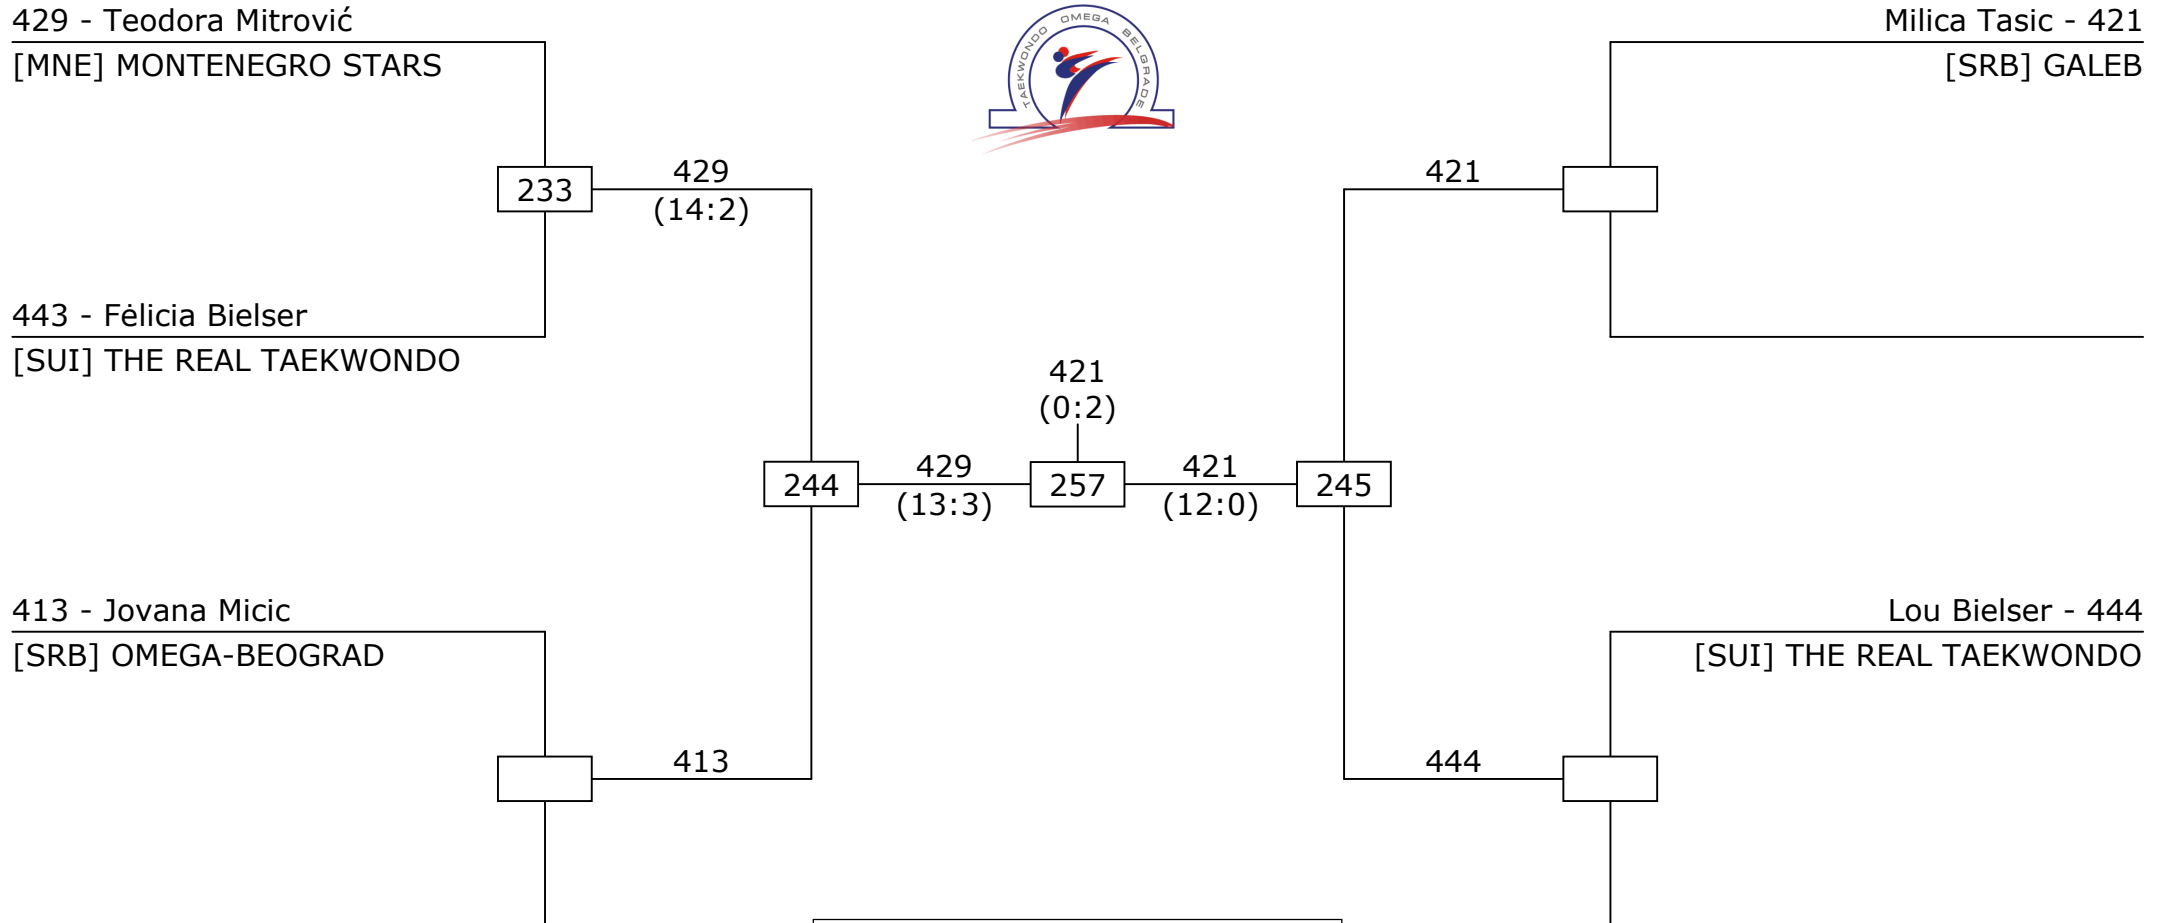 429 - Teodora Mitrović
[MNE] MONTENEGRO STARS
TAEKWONDO OMEGA BELGRADE
Milica Tasic - 421
[SRB] GALEB
233
429
(14:2)
421
443 - Fėlicia Bielser
[SUI] THE REAL TAEKWONDO
421
(0:2)
244
429
(13:3)
257
421
(12:0)
245
413 - Jovana Micic
[SRB] OMEGA-BEOGRAD
Lou Bielser - 444
[SUI] THE REAL TAEKWONDO
413
444